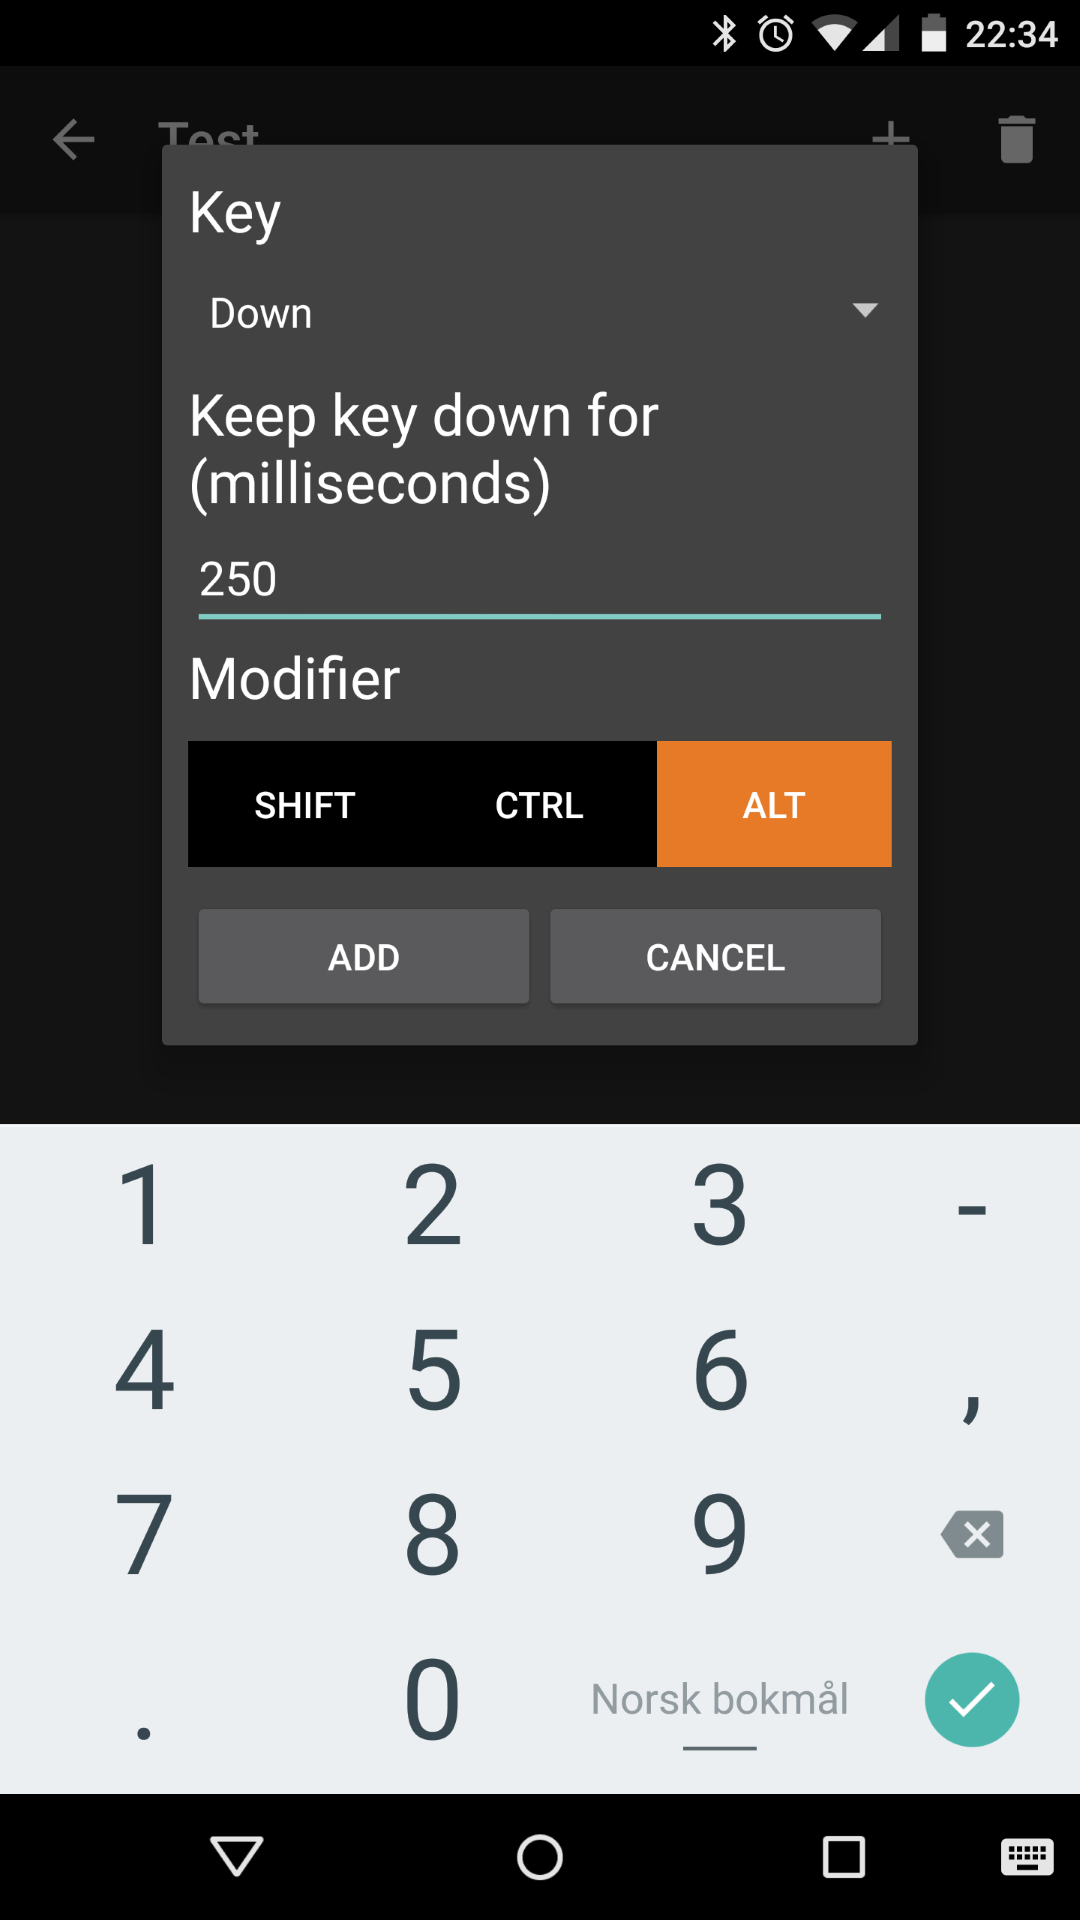 22:34
Test
Key
Down
Keep key down for
(milliseconds)
250
Modifier
SHIFT CTRL ALT
ADD CANCEL
1 2 3 -
4 5 6 ,
7 8 9
. 0 Norsk bokmål